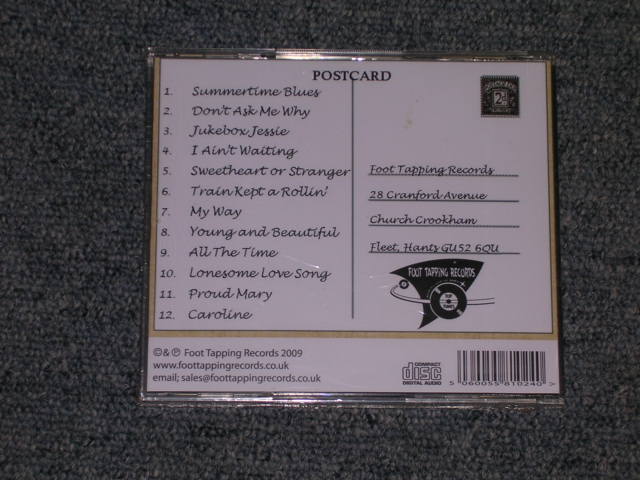 POSTCARD
1. Summertime Blues
2. Don't Ask Me Why
3. Jukebox Jessie
4. I Ain't Waiting
5. Sweetheart or Stranger
6. Train Kept a Rollin'
7. My Way
8. Young and Beautiful
9. All The Time
10. Lonesome Love Song
11. Proud Mary
12. Caroline
Foot Tapping Records
28 Cranford Avenue
Church Crookham
Fleet, Hants GU52 6QU
FOOT TAPPING RECORDS
©& ℗ Foot Tapping Records 2009
www.foottappingrecords.co.uk
email; sales@foottappingrecords.co.uk
COMPACT
disc
DIGITAL AUDIO
5 060055 810240 >